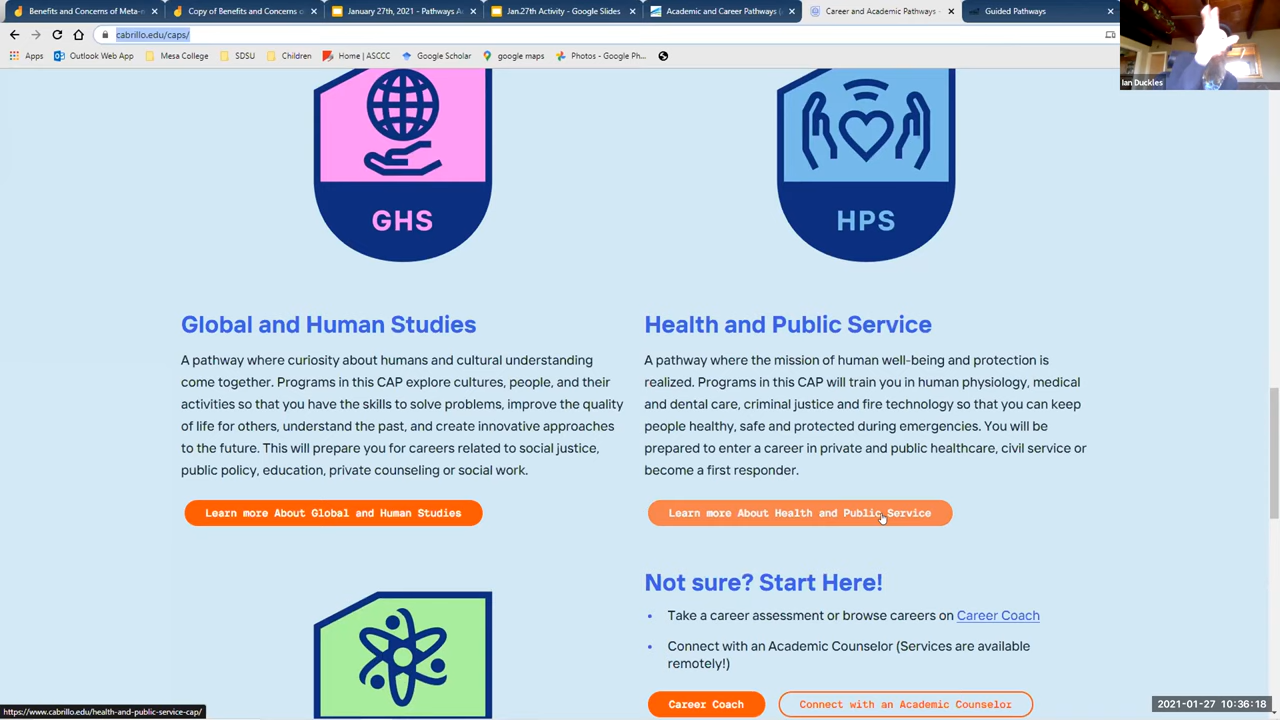 Benefits and Concerns of Meta-n
Copy of Benefits and Concerns o
January 27th, 2021 - Pathways A
Jan.27th Activity - Google Slides
Academic and Career Pathways (
Career and Academic Pathways -
Guided Pathways
cabrillo.edu/caps/
Apps
Outlook Web App
Mesa College
SDSU
Children
Home | ASCCC
Google Scholar
google maps
Photos - Google Ph...
Ian Duckles
GHS
HPS
Global and Human Studies
A pathway where curiosity about humans and cultural understanding
come together. Programs in this CAP explore cultures, people, and their
activities so that you have the skills to solve problems, improve the quality
of life for others, understand the past, and create innovative approaches
to the future. This will prepare you for careers related to social justice,
public policy, education, private counseling or social work.
Learn more About Global and Human Studies
Health and Public Service
A pathway where the mission of human well-being and protection is
realized. Programs in this CAP will train you in human physiology, medical
and dental care, criminal justice and fire technology so that you can keep
people healthy, safe and protected during emergencies. You will be
prepared to enter a career in private and public healthcare, civil service or
become a first responder.
Learn more About Health and Public Service
Not sure? Start Here!
• Take a career assessment or browse careers on Career Coach
• Connect with an Academic Counselor (Services are available
remotely!)
Career Coach
Connect with an Academic Counselor
https://www.cabrillo.edu/health-and-public-service-cap/
2021-01-27 10:36:18